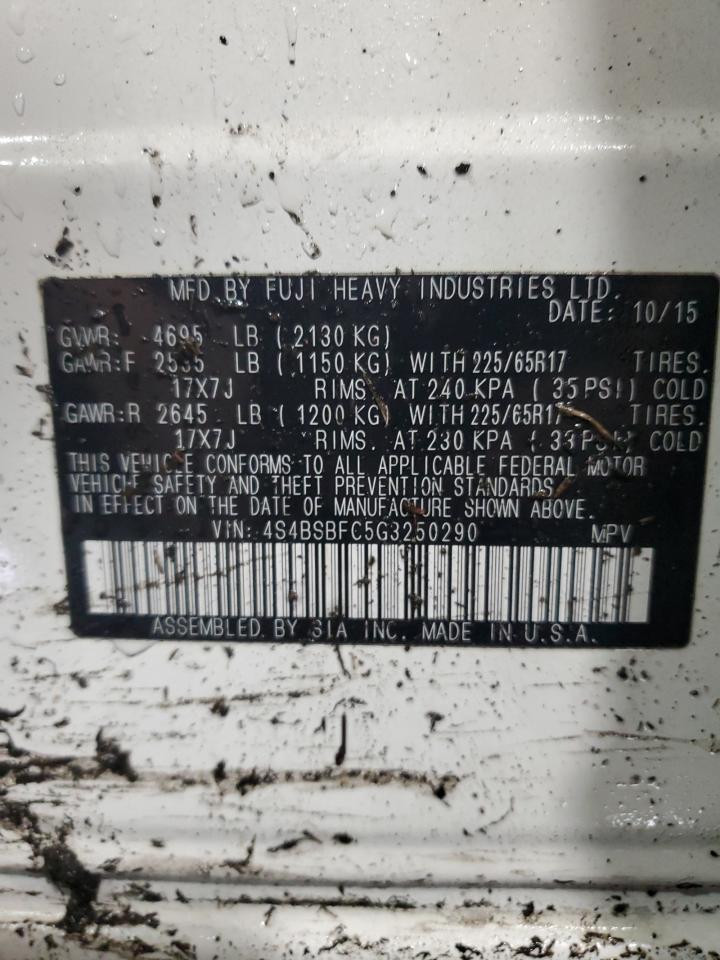 MFD BY FUJI HEAVY INDUSTRIES LTD.
DATE: 10/15
GVWR: 4695 LB ( 2130 KG)
GAWR:F 2535 LB ( 1150 KG) WITH 225/65R17 TIRES.
17X7J RIMS. AT 240 KPA ( 35 PSI) COLD
GAWR:R 2645 LB ( 1200 KG) WITH 225/65R17 TIRES.
17X7J RIMS. AT 230 KPA ( 33 PSI) COLD
THIS VEHICLE CONFORMS TO ALL APPLICABLE FEDERAL MOTOR
VEHICLE SAFETY AND THEFT PREVENTION STANDARDS
IN EFFECT ON THE DATE OF MANUFACTURE SHOWN ABOVE.
VIN: 4S4BSBFC5G3250290 MPV
ASSEMBLED BY SIA INC. MADE IN U.S.A.